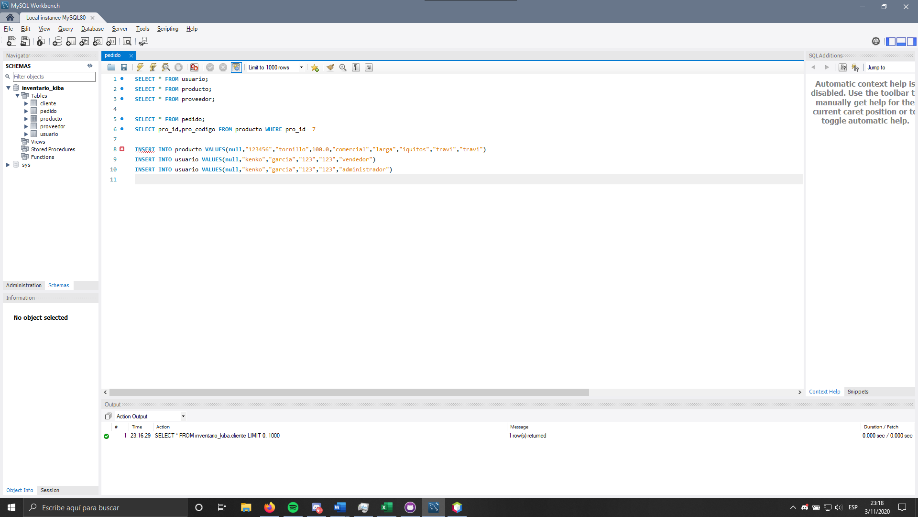 MySQL Workbench
Local instance MySQL80
File Edit View Query Database Server Tools Scripting Help
Navigator
SCHEMAS
Filter objects
inventario_kiba
Tables
cliente
pedido
producto
proveedor
usuario
Views
Stored Procedures
Functions
sys
Administration Schemas
Information
No object selected
Object Info Session
pedido
Limit to 1000 rows
1 SELECT * FROM usuario;
2 SELECT * FROM producto;
3 SELECT * FROM proveedor;
4
5 SELECT * FROM pedido;
6 SELECT pro_id,pro_codigo FROM producto WHERE pro_id 7
7
8 INSERT INTO producto VALUES(null,"123456","tornillo",100.0,"comercial","larga","iquitos","travi","travi")
9 INSERT INTO usuario VALUES(null,"kenko","garcia","123","123","vendedor")
10 INSERT INTO usuario VALUES(null,"kenko","garcia","123","123","administrador")
11
SQL Additions
Jump to
Automatic context help is
disabled. Use the toolbar t
manually get help for the
current caret position or to
toggle automatic help.
Context Help Snippets
Output
Action Output
# Time Action Message Duration / Fetch
1 23:16:29 SELECT * FROM inventario_kiba.cliente LIMIT 0, 1000 1 row(s) returned 0.000 sec / 0.000 sec
Escribe aquí para buscar
ESP
23:18
3/11/2020